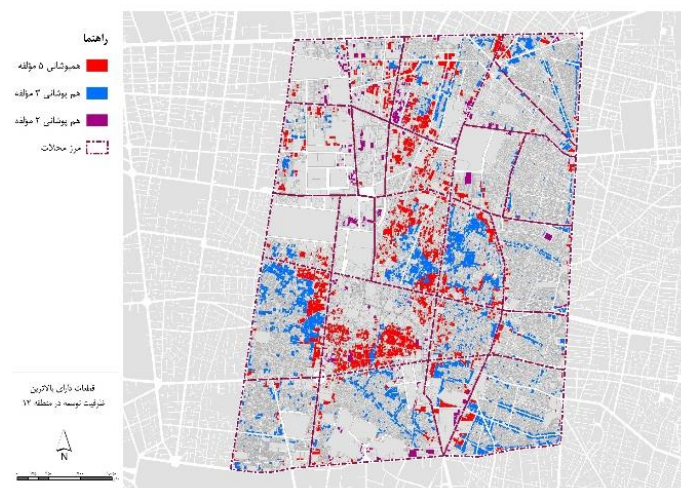 راهنما
همپوشانی ۵ مؤلفه
هم پوشانی ۳ مؤلفه
هم پوشانی ۲ مؤلفه
مرز محلات
قطعات دارای بالاترین
ظرفیت توسعه در منطقه ۱۲
N